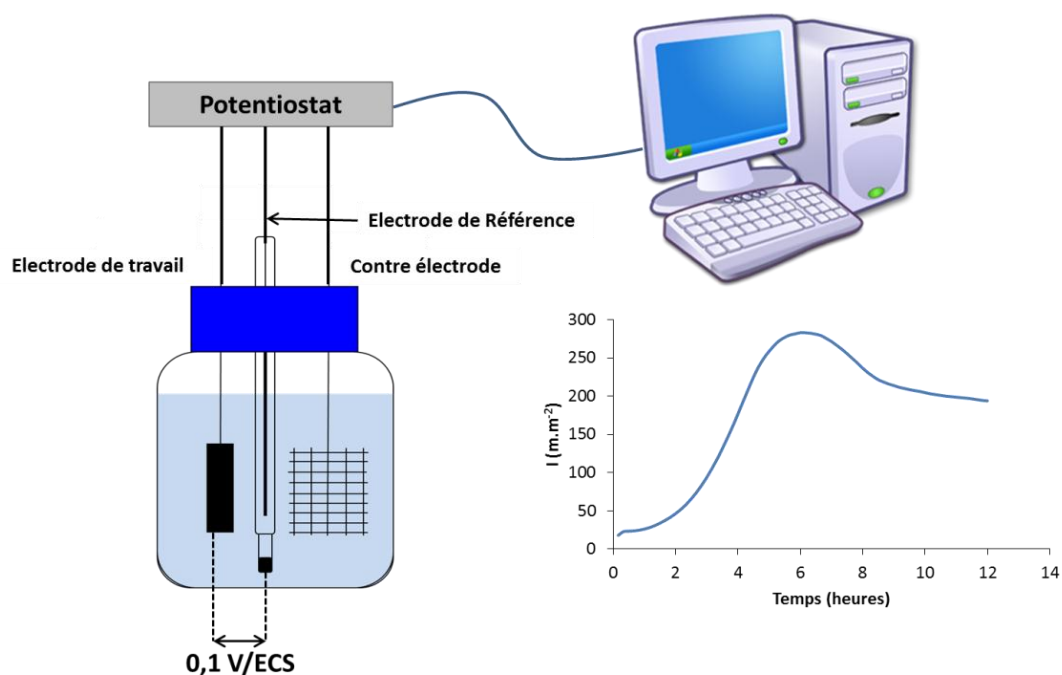 Potentiostat
Electrode de Référence
Electrode de travail
Contre électrode
0,1 V/ECS
I (m.m-2)
300
250
200
150
100
50
0
0 2 4 6 8 10 12 14
Temps (heures)